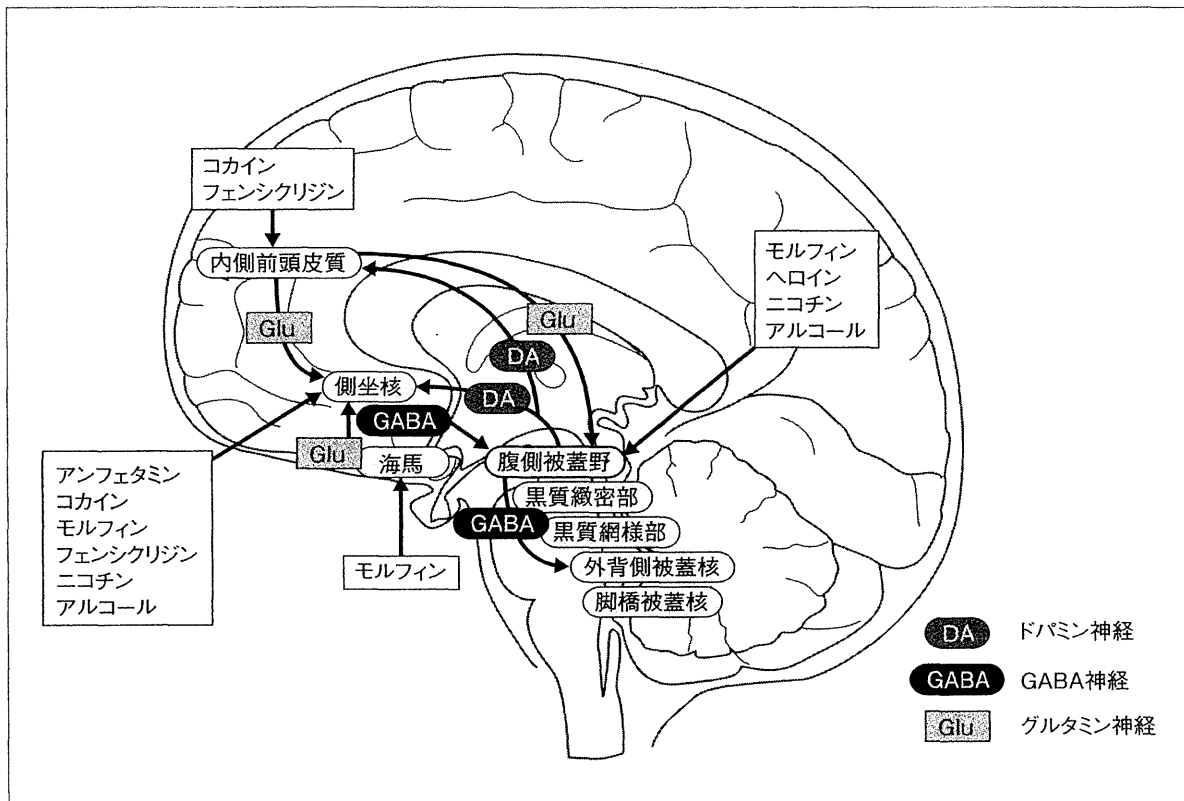 コカイン
フェンシクリジン
内側前頭皮質
Glu
Glu
DA
側坐核
DA
GABA
Glu
海馬
腹側被蓋野
黒質緻密部
GABA
黒質網様部
外背側被蓋核
脚橋被蓋核
モルフィン
ヘロイン
ニコチン
アルコール
アンフェタミン
コカイン
モルフィン
フェンシクリジン
ニコチン
アルコール
モルフィン
DA ドパミン神経
GABA GABA神経
Glu グルタミン神経